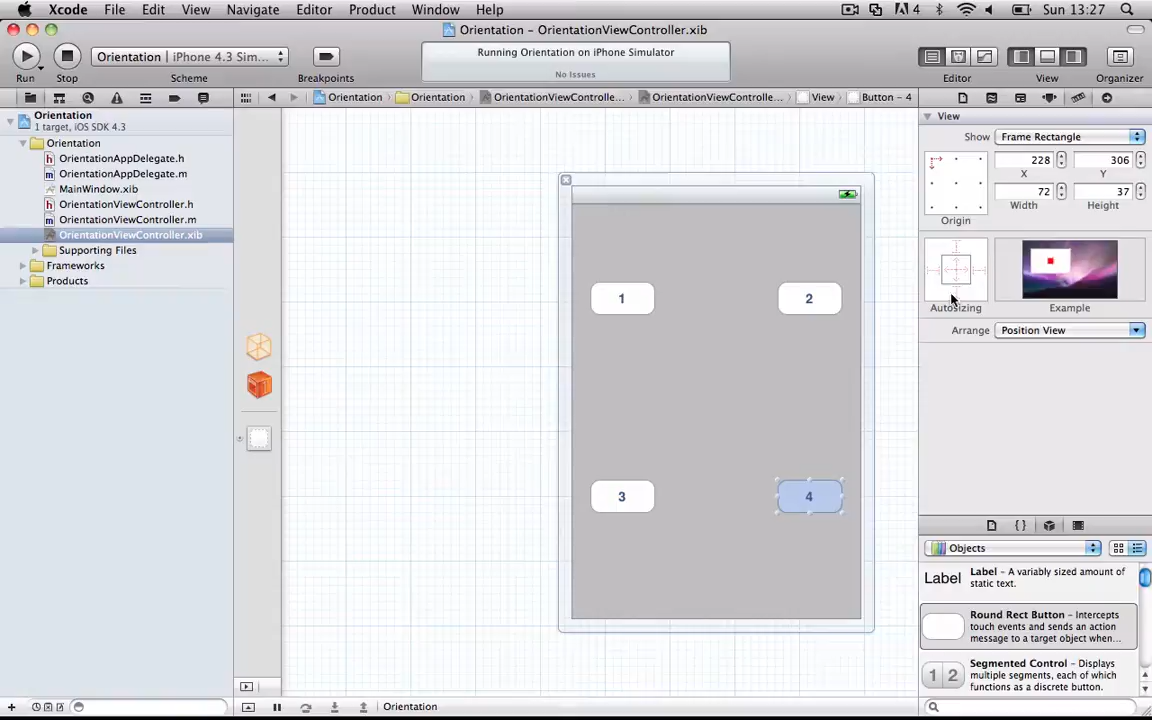 Xcode File Edit View Navigate Editor Product Window Help 4 Sun 13:27
Orientation – OrientationViewController.xib
Orientation | iPhone 4.3 Sim...
Running Orientation on iPhone Simulator
No Issues
Run Stop Scheme Breakpoints Editor View Organizer
Orientation Orientation OrientationViewControlle... OrientationViewControlle... View Button – 4
Orientation
1 target, iOS SDK 4.3
Orientation
OrientationAppDelegate.h
OrientationAppDelegate.m
MainWindow.xib
OrientationViewController.h
OrientationViewController.m
OrientationViewController.xib
Supporting Files
Frameworks
Products
1 2
3 4
View
Show Frame Rectangle
228 306
X Y
72 37
Width Height
Origin
Autosizing Example
Arrange Position View
Objects
Label Label – A variably sized amount of
static text.
Round Rect Button – Intercepts
touch events and sends an action
message to a target object when...
1 2 Segmented Control – Displays
multiple segments, each of which
functions as a discrete button.
Orientation